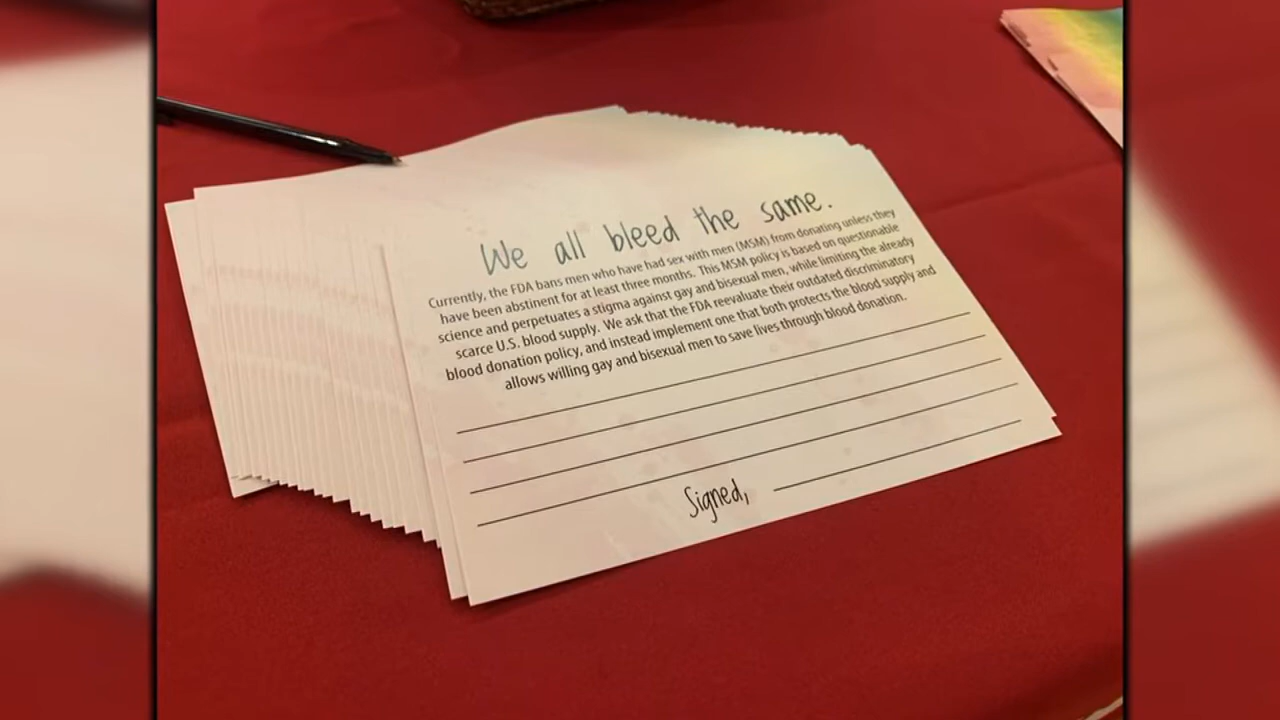 We all bleed the same.
Currently, the FDA bans men who have had sex with men (MSM) from donating unless they
have been abstinent for at least three months. This MSM policy is based on questionable
science and perpetuates a stigma against gay and bisexual men, while limiting the already
scarce U.S. blood supply. We ask that the FDA reevaluate their outdated discriminatory
blood donation policy, and instead implement one that both protects the blood supply and
allows willing gay and bisexual men to save lives through blood donation.
Signed,